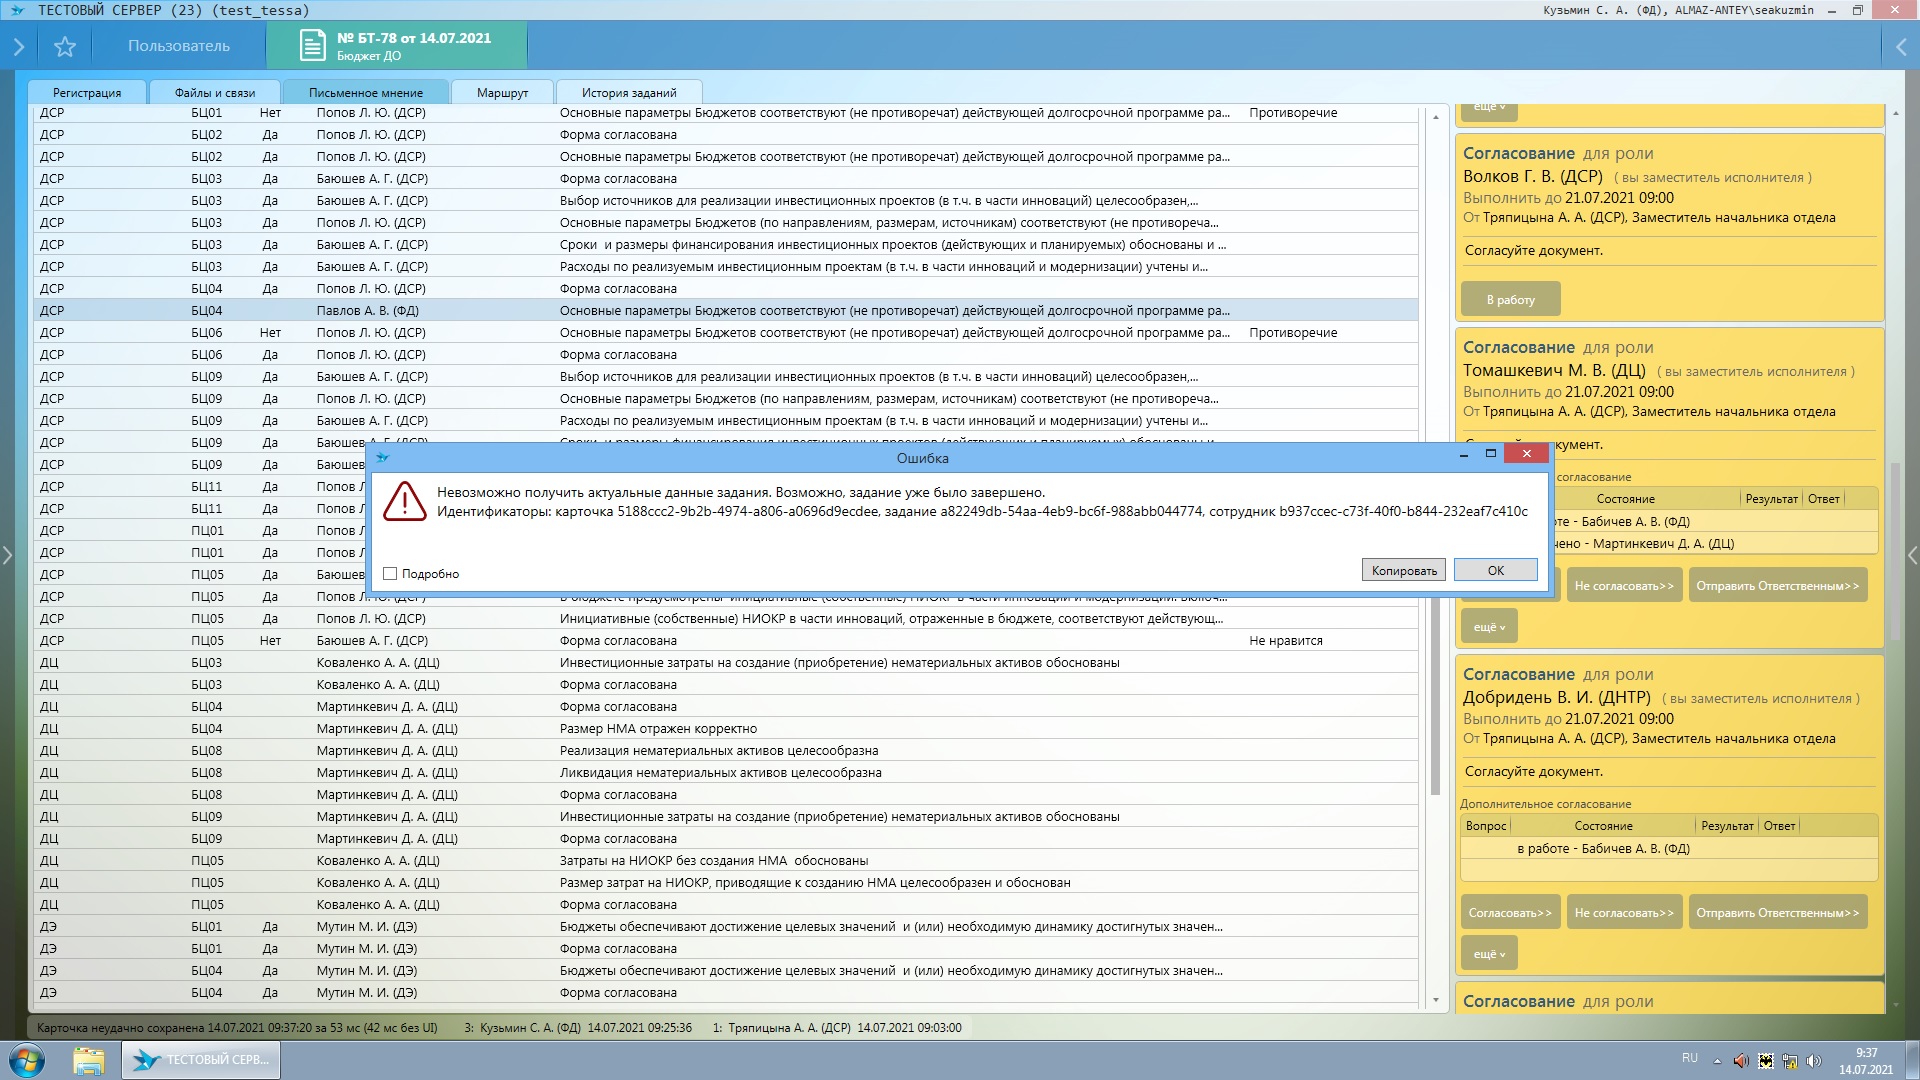 ТЕСТОВЫЙ СЕРВЕР (23) (test_tessa)
Кузьмин С. А. (ФД), ALMAZ-ANTEY\seakuzmin
Пользователь
№ БТ-78 от 14.07.2021
Бюджет ДО
Регистрация Файлы и связи Письменное мнение Маршрут История заданий
ДСР БЦ01 Нет Попов Л. Ю. (ДСР) Основные параметры Бюджетов соответствуют (не противоречат) действующей долгосрочной программе ра... Противоречие
ДСР БЦ02 Да Попов Л. Ю. (ДСР) Форма согласована
ДСР БЦ02 Да Попов Л. Ю. (ДСР) Основные параметры Бюджетов соответствуют (не противоречат) действующей долгосрочной программе ра...
ДСР БЦ03 Да Баюшев А. Г. (ДСР) Форма согласована
ДСР БЦ03 Да Баюшев А. Г. (ДСР) Выбор источников для реализации инвестиционных проектов (в т.ч. в части инноваций) целесообразен,...
ДСР БЦ03 Да Попов Л. Ю. (ДСР) Основные параметры Бюджетов (по направлениям, размерам, источникам) соответствуют (не противореча...
ДСР БЦ03 Да Баюшев А. Г. (ДСР) Сроки и размеры финансирования инвестиционных проектов (действующих и планируемых) обоснованы и ...
ДСР БЦ03 Да Баюшев А. Г. (ДСР) Расходы по реализуемым инвестиционным проектам (в т.ч. в части инноваций и модернизации) учтены и...
ДСР БЦ04 Да Попов Л. Ю. (ДСР) Форма согласована
ДСР БЦ04 Павлов А. В. (ФД) Основные параметры Бюджетов соответствуют (не противоречат) действующей долгосрочной программе ра...
ДСР БЦ06 Нет Попов Л. Ю. (ДСР) Основные параметры Бюджетов соответствуют (не противоречат) действующей долгосрочной программе ра... Противоречие
ДСР БЦ06 Да Попов Л. Ю. (ДСР) Форма согласована
ДСР БЦ09 Да Баюшев А. Г. (ДСР) Выбор источников для реализации инвестиционных проектов (в т.ч. в части инноваций) целесообразен,...
ДСР БЦ09 Да Попов Л. Ю. (ДСР) Основные параметры Бюджетов (по направлениям, размерам, источникам) соответствуют (не противореча...
ДСР БЦ09 Да Баюшев А. Г. (ДСР) Расходы по реализуемым инвестиционным проектам (в т.ч. в части инноваций и модернизации) учтены и...
ДСР БЦ09 Да Баюшев А. Г. (ДСР) Сроки и размеры финансирования инвестиционных проектов (действующих и планируемых) обоснованы и ...
ДСР БЦ09 Да Баюшев
ДСР БЦ11 Да Попов Л
ДСР БЦ11 Да Попов Л
ДСР ПЦ01 Да Попов Л
ДСР ПЦ01 Да Попов Л
ДСР ПЦ05 Да Баюшев
ДСР ПЦ05 Да Попов Л. Ю. (ДСР) В бюджете предусмотрены инициативные (собственные) НИОКР в части инноваций и модернизации.
ДСР ПЦ05 Да Попов Л. Ю. (ДСР) Инициативные (собственные) НИОКР в части инноваций, отраженные в бюджете, соответствуют действующ...
ДСР ПЦ05 Нет Баюшев А. Г. (ДСР) Форма согласована Не нравится
ДЦ БЦ03 Коваленко А. А. (ДЦ) Инвестиционные затраты на создание (приобретение) нематериальных активов обоснованы
ДЦ БЦ03 Коваленко А. А. (ДЦ) Форма согласована
ДЦ БЦ04 Мартинкевич Д. А. (ДЦ) Форма согласована
ДЦ БЦ04 Мартинкевич Д. А. (ДЦ) Размер НМА отражен корректно
ДЦ БЦ08 Мартинкевич Д. А. (ДЦ) Реализация нематериальных активов целесообразна
ДЦ БЦ08 Мартинкевич Д. А. (ДЦ) Ликвидация нематериальных активов целесообразна
ДЦ БЦ08 Мартинкевич Д. А. (ДЦ) Форма согласована
ДЦ БЦ09 Мартинкевич Д. А. (ДЦ) Инвестиционные затраты на создание (приобретение) нематериальных активов обоснованы
ДЦ БЦ09 Мартинкевич Д. А. (ДЦ) Форма согласована
ДЦ ПЦ05 Коваленко А. А. (ДЦ) Затраты на НИОКР без создания НМА обоснованы
ДЦ ПЦ05 Коваленко А. А. (ДЦ) Размер затрат на НИОКР, приводящие к созданию НМА целесообразен и обоснован
ДЦ ПЦ05 Коваленко А. А. (ДЦ) Форма согласована
ДЭ БЦ01 Да Мутин М. И. (ДЭ) Бюджеты обеспечивают достижение целевых значений и (или) необходимую динамику достигнутых значен...
ДЭ БЦ01 Да Мутин М. И. (ДЭ) Форма согласована
ДЭ БЦ04 Да Мутин М. И. (ДЭ) Бюджеты обеспечивают достижение целевых значений и (или) необходимую динамику достигнутых значен...
ДЭ БЦ04 Да Мутин М. И. (ДЭ) Форма согласована
Ошибка
Невозможно получить актуальные данные задания. Возможно, задание уже было завершено.
Идентификаторы: карточка 5188ccc2-9b2b-4974-a806-a0696d9ecdee, задание a82249db-54aa-4eb9-bc6f-988abb044774, сотрудник b937ccec-c73f-40f0-b844-232eaf7c410c
Подробно
Копировать
OK
ещё
Согласование для роли
Волков Г. В. (ДСР) ( вы заместитель исполнителя )
Выполнить до 21.07.2021 09:00
От Тряпицына А. А. (ДСР), Заместитель начальника отдела
Согласуйте документ.
В работу
Согласование для роли
Томашкевич М. В. (ДЦ) ( вы заместитель исполнителя )
Выполнить до 21.07.2021 09:00
От Тряпицына А. А. (ДСР), Заместитель начальника отдела
кумент.
согласование
Состояние Результат Ответ
те - Бабичев А. В. (ФД)
чено - Мартинкевич Д. А. (ДЦ)
Не согласовать>> Отправить Ответственным>>
ещё
Согласование для роли
Добридень В. И. (ДНТР) ( вы заместитель исполнителя )
Выполнить до 21.07.2021 09:00
От Тряпицына А. А. (ДСР), Заместитель начальника отдела
Согласуйте документ.
Дополнительное согласование
Вопрос Состояние Результат Ответ
в работе - Бабичев А. В. (ФД)
Согласовать>> Не согласовать>> Отправить Ответственным>>
ещё
Согласование для роли
Карточка неудачно сохранена 14.07.2021 09:37:20 за 53 мс (42 мс без UI) 3: Кузьмин С. А. (ФД) 14.07.2021 09:25:36 1: Тряпицына А. А. (ДСР) 14.07.2021 09:03:00
ТЕСТОВЫЙ СЕРВ...
RU
9:37
14.07.2021